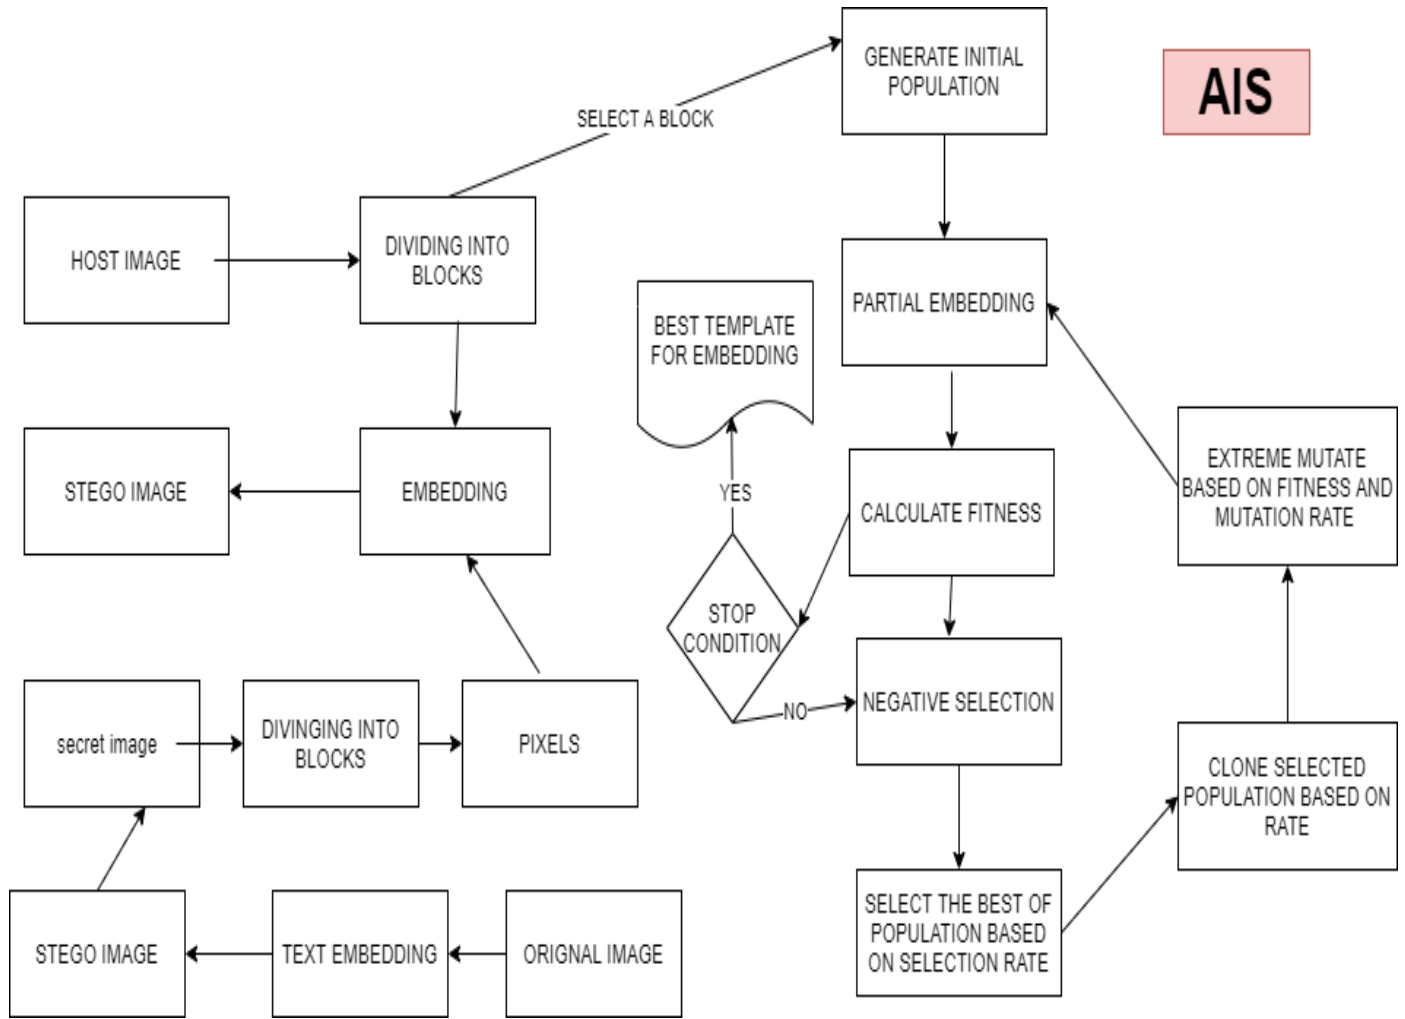 GENERATE INITIAL
POPULATION
AIS
SELECT A BLOCK
HOST IMAGE
DIVIDING INTO
BLOCKS
PARTIAL EMBEDDING
BEST TEMPLATE
FOR EMBEDDING
STEGO IMAGE
EMBEDDING
YES
CALCULATE FITNESS
EXTREME MUTATE
BASED ON FITNESS AND
MUTATION RATE
STOP
CONDITION
NO
NEGATIVE SELECTION
secret image
DIVINGING INTO
BLOCKS
PIXELS
CLONE SELECTED
POPULATION BASED ON
RATE
STEGO IMAGE
TEXT EMBEDDING
ORIGNAL IMAGE
SELECT THE BEST OF
POPULATION BASED
ON SELECTION RATE